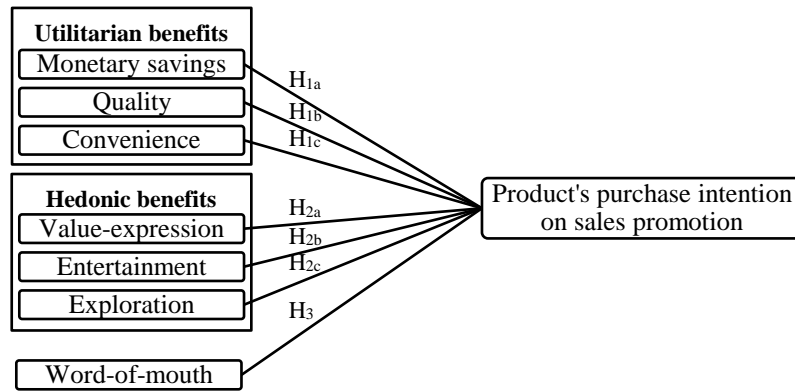 Utilitarian benefits
Monetary savings
Quality
Convenience
H1a
H1b
H1c
Hedonic benefits
Value-expression
Entertainment
Exploration
H2a
H2b
H2c
H3
Word-of-mouth
Product's purchase intention
on sales promotion